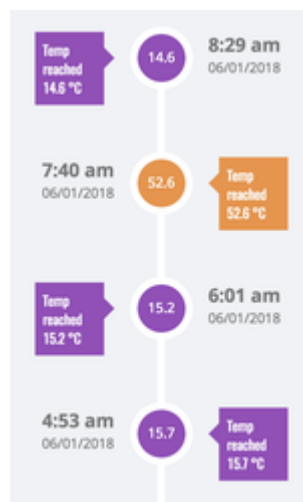 Temp
reached
14.6 °C
14.6
8:29 am
06/01/2018
7:40 am
06/01/2018
52.6
Temp
reached
52.6 °C
Temp
reached
15.2 °C
15.2
6:01 am
06/01/2018
4:53 am
06/01/2018
15.7
Temp
reached
15.7 °C